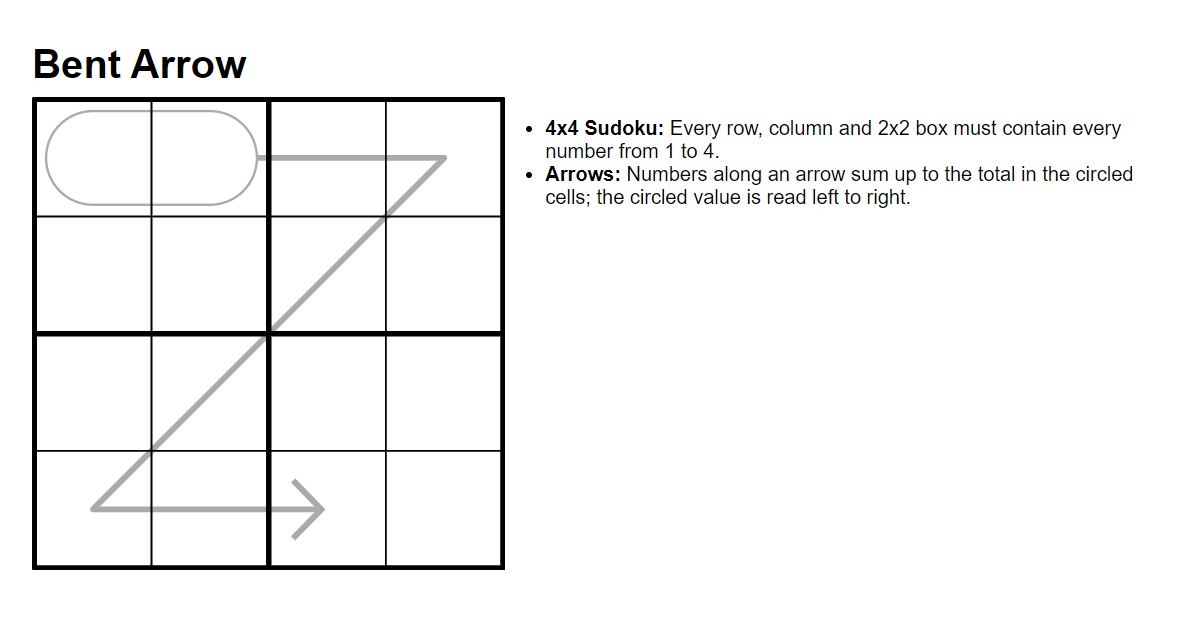 Bent Arrow
• 4x4 Sudoku: Every row, column and 2x2 box must contain every
number from 1 to 4.
• Arrows: Numbers along an arrow sum up to the total in the circled
cells; the circled value is read left to right.